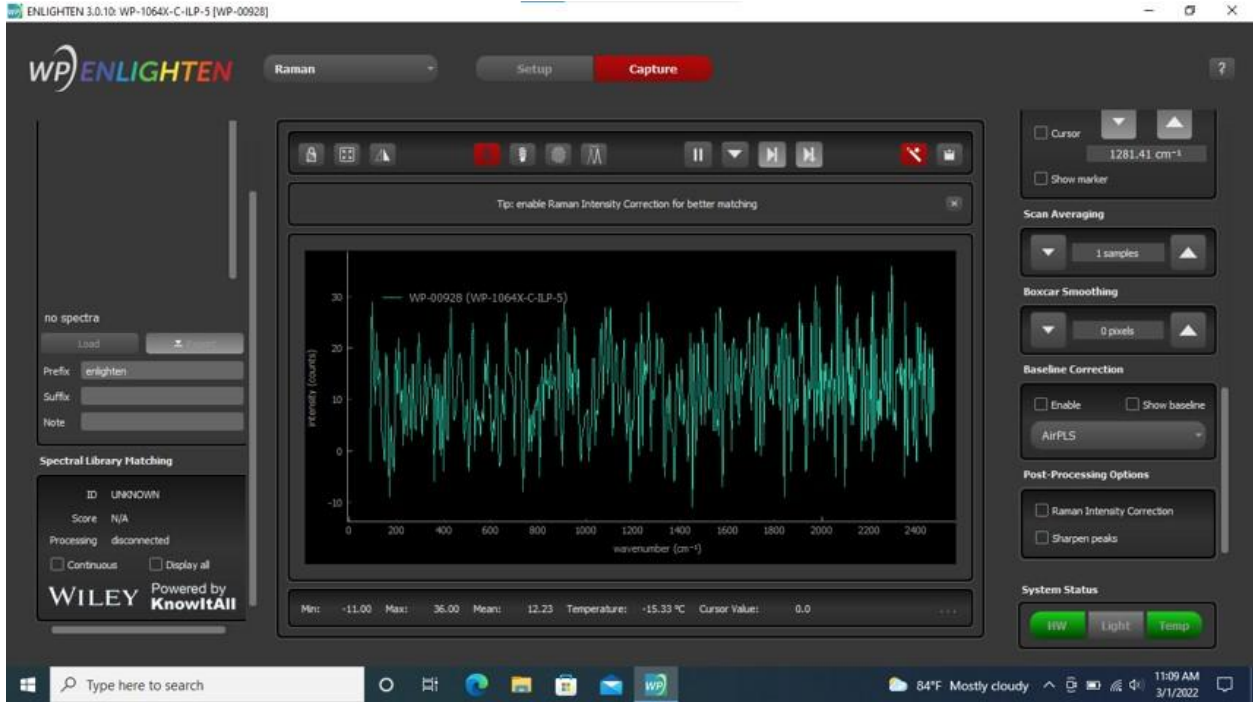 ENLIGHTEN 3.0.10: WP-1064X-C-ILP-5 [WP-00928]
WP ENLIGHTEN
Raman
Setup
Capture
?
Cursor
1281.41 cm⁻¹
Show marker
Tip: enable Raman Intensity Correction for better matching
Scan Averaging
1 samples
Boxcar Smoothing
0 pixels
Baseline Correction
Enable
Show baseline
AirPLS
Post-Processing Options
Raman Intensity Correction
Sharpen peaks
System Status
HW
Light
Temp
no spectra
Load
Export
Prefix enlighten
Suffix
Note
Spectral Library Matching
ID UNKNOWN
Score N/A
Processing disconnected
Continuous
Display all
WILEY
Powered by
KnowItAll
WP-00928 (WP-1064X-C-ILP-5)
intensity (counts)
30
20
10
0
-10
0 200 400 600 800 1000 1200 1400 1600 1800 2000 2200 2400
wavenumber (cm⁻¹)
Min: -11.00 Max: 36.00 Mean: 12.23 Temperature: -15.33 ºC Cursor Value: 0.0 ...
Type here to search
WP
84°F Mostly cloudy
11:09 AM
3/1/2022